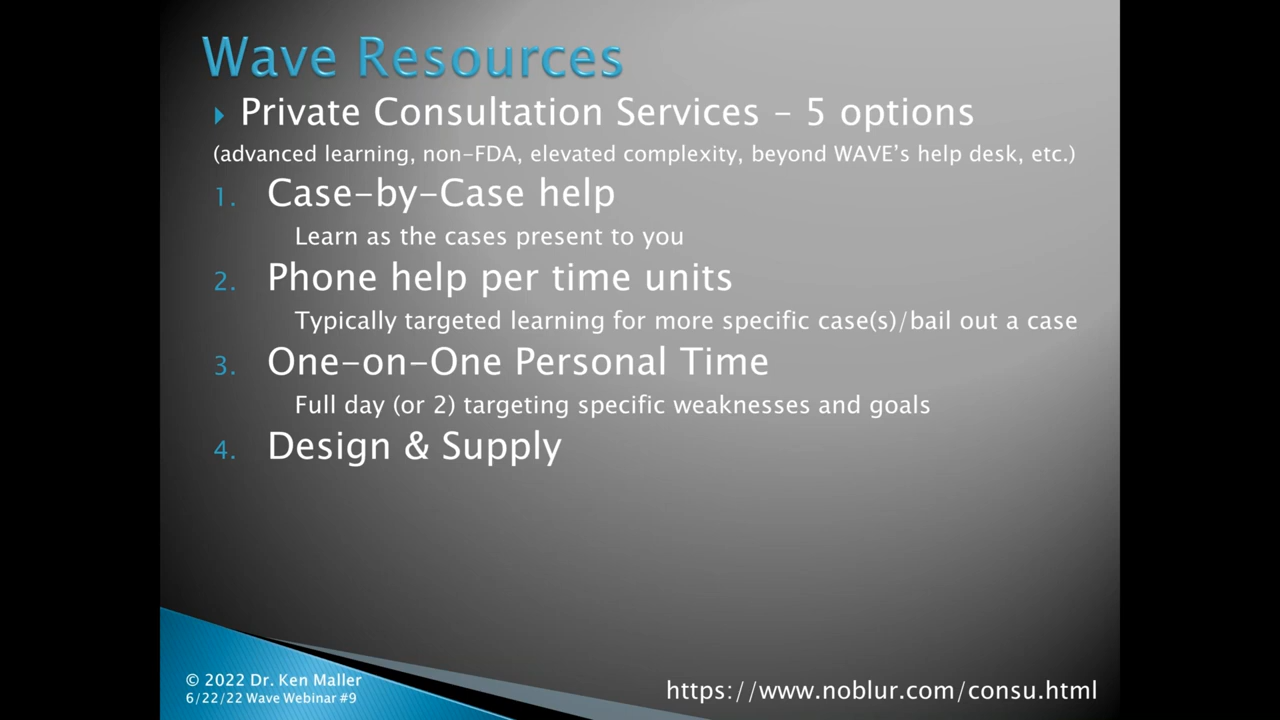 Wave Resources
Private Consultation Services – 5 options
(advanced learning, non-FDA, elevated complexity, beyond WAVE’s help desk, etc.)
1. Case-by-Case help
Learn as the cases present to you
2. Phone help per time units
Typically targeted learning for more specific case(s)/bail out a case
3. One-on-One Personal Time
Full day (or 2) targeting specific weaknesses and goals
4. Design & Supply
© 2022 Dr. Ken Maller
6/22/22 Wave Webinar #9
https://www.noblur.com/consu.html